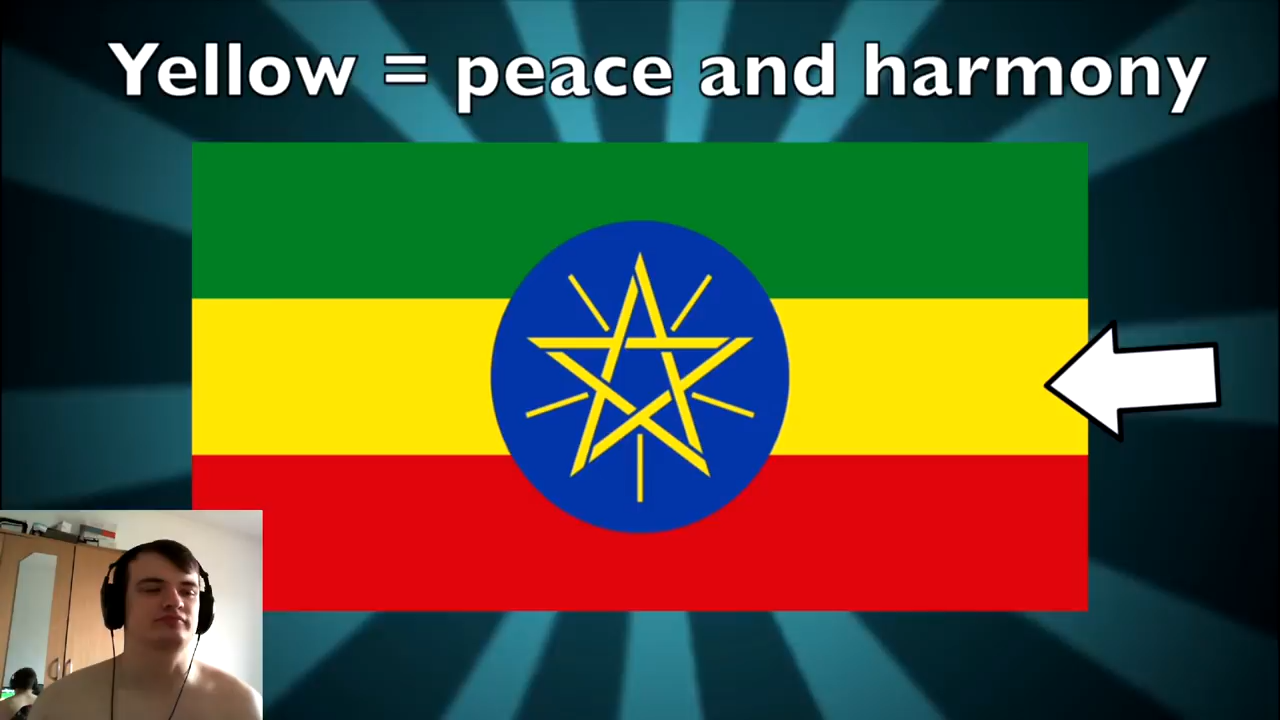 Yellow = peace and harmony